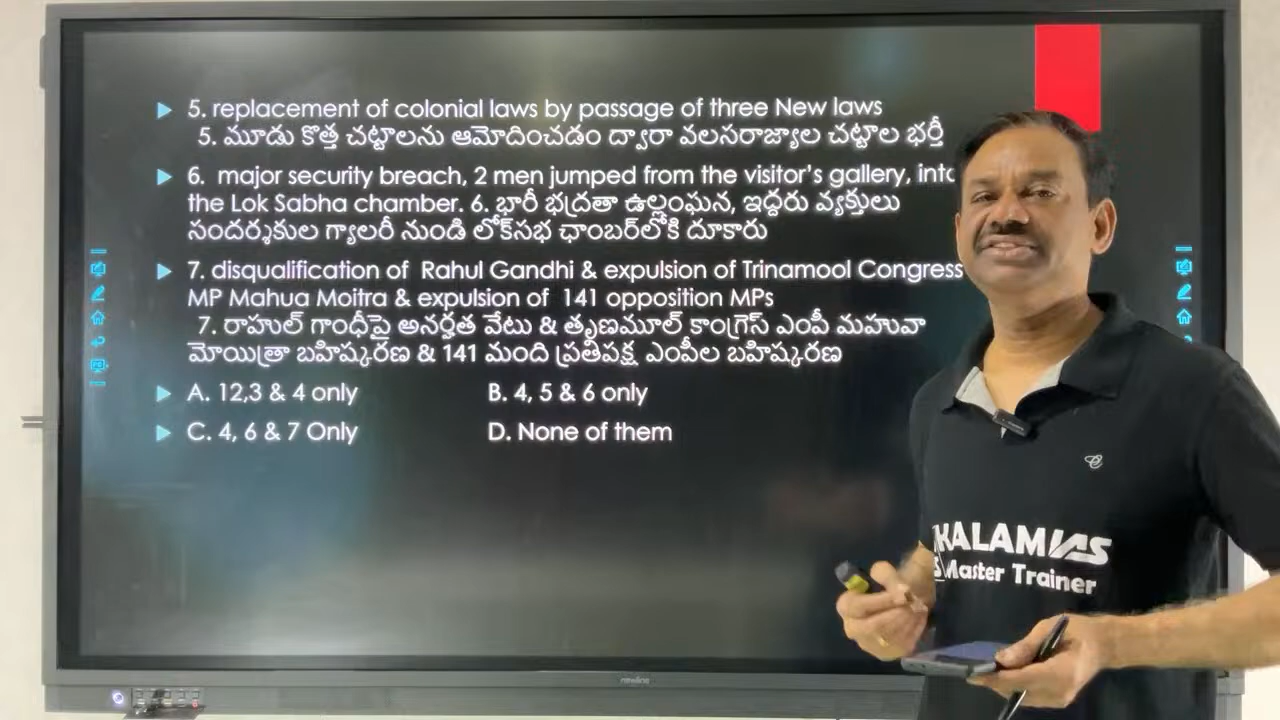 5. replacement of colonial laws by passage of three New laws
5. మూడు కొత్త చట్టాలను ఆమోదించడం ద్వారా వలసరాజ్యాల చట్టాల భర్తీ
6. major security breach, 2 men jumped from the visitor's gallery, into
the Lok Sabha chamber. 6. భారీ భద్రతా ఉల్లంఘన, ఇద్దరు వ్యక్తులు
సందర్శకుల గ్యాలరీ నుండి లోక్‌సభ ఛాంబర్‌లోకి దూకారు
7. disqualification of Rahul Gandhi & expulsion of Trinamool Congress
MP Mahua Moitra & expulsion of 141 opposition MPs
7. రాహుల్ గాంధీపై అనర్హత వేటు & తృణమూల్ కాంగ్రెస్ ఎంపీ మహువా
మోయిత్రా బహిష్కరణ & 141 మంది ప్రతిపక్ష ఎంపీల బహిష్కరణ
A. 12,3 & 4 only B. 4, 5 & 6 only
C. 4, 6 & 7 Only D. None of them
KALAM IAS
Master Trainer
newline